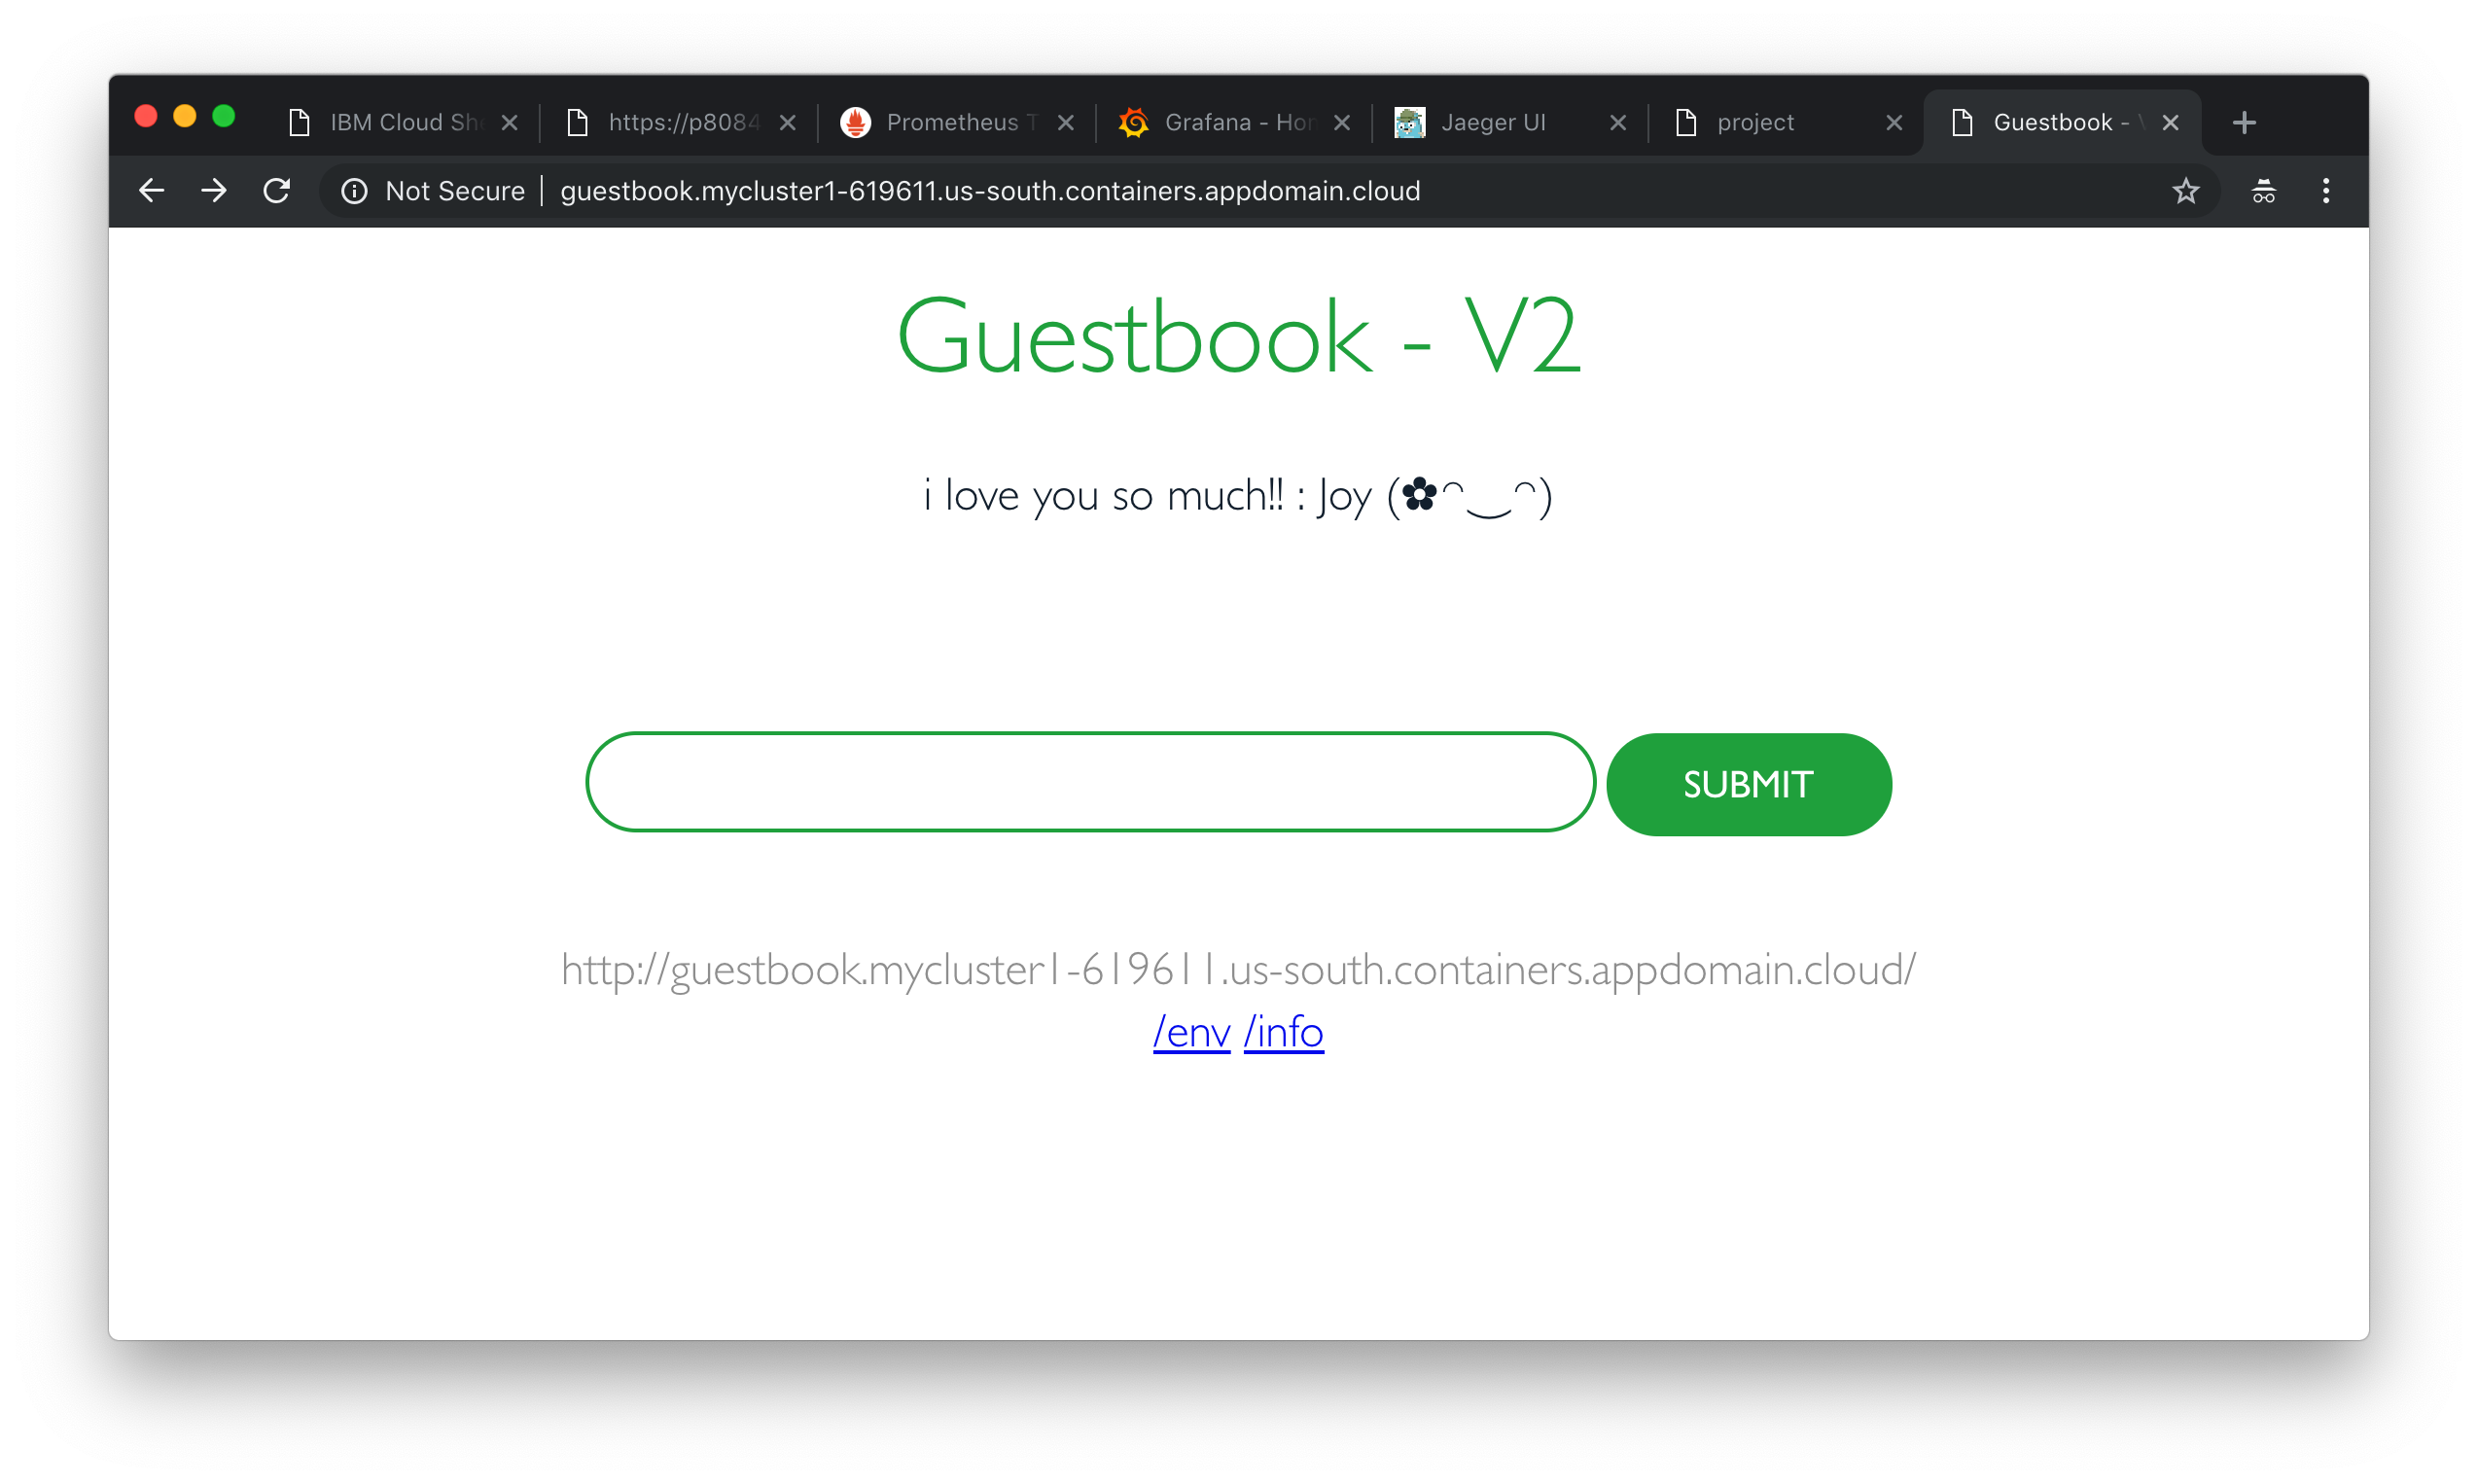 IBM Cloud She
https://p8084
Prometheus T
Grafana - Hom
Jaeger UI
project
Guestbook - V
Not Secure
guestbook.mycluster1-619611.us-south.containers.appdomain.cloud
Guestbook - V2
i love you so much!! : Joy (✿◠‿◠)
SUBMIT
http://guestbook.mycluster1-619611.us-south.containers.appdomain.cloud/
/env /info